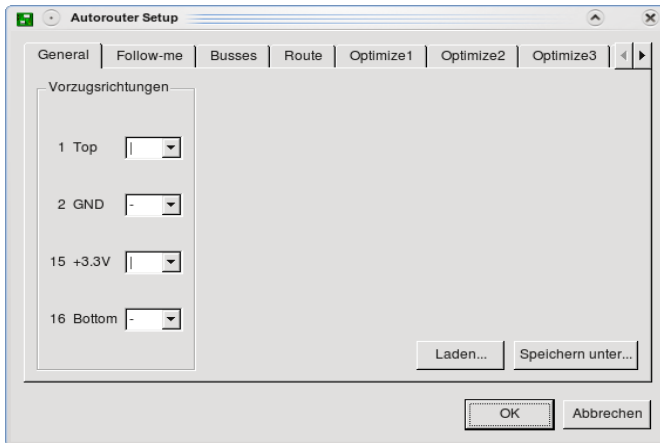 Autorouter Setup
General Follow-me Busses Route Optimize1 Optimize2 Optimize3
Vorzugsrichtungen
1 Top |
2 GND -
15 +3.3V |
16 Bottom -
Laden... Speichern unter...
OK Abbrechen